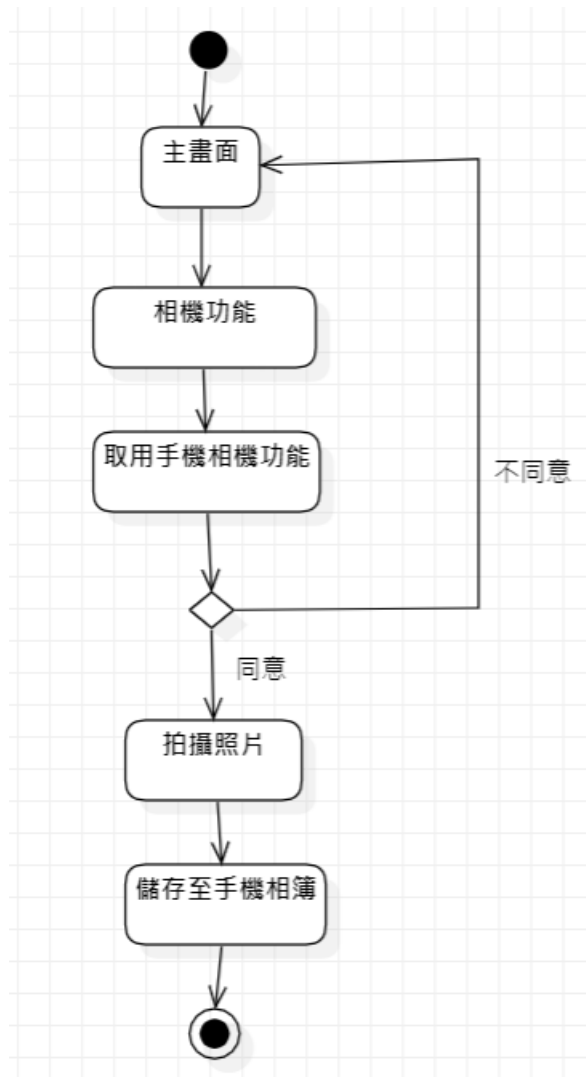 主畫面
相機功能
取用手機相機功能
不同意
同意
拍攝照片
儲存至手機相簿